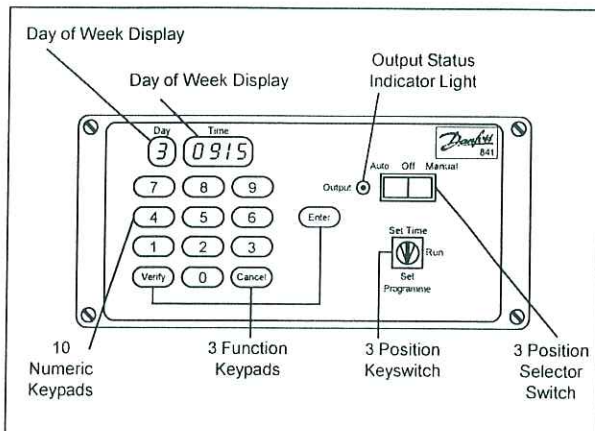 Day of Week Display
Day of Week Display
Output Status
Indicator Light
Day Time
3 0915
Danfoss
841
Auto Off Manual
Output
7 8 9
4 5 6
Enter
1 2 3
Verify 0 Cancel
Set Time
Run
Set
Programme
10
Numeric
Keypads
3 Function
Keypads
3 Position
Keyswitch
3 Position
Selector
Switch